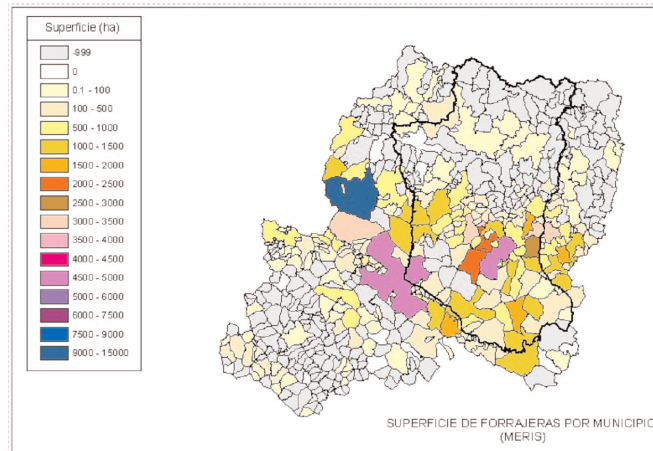 Superficie (ha)
-999
0
0.1 - 100
100 - 500
500 - 1000
1000 - 1500
1500 - 2000
2000 - 2500
2500 - 3000
3000 - 3500
3500 - 4000
4000 - 4500
4500 - 5000
5000 - 6000
6000 - 7500
7500 - 9000
9000 - 15000
SUPERFICIE DE FORRAJERAS POR MUNICIPIO
(MERIS)